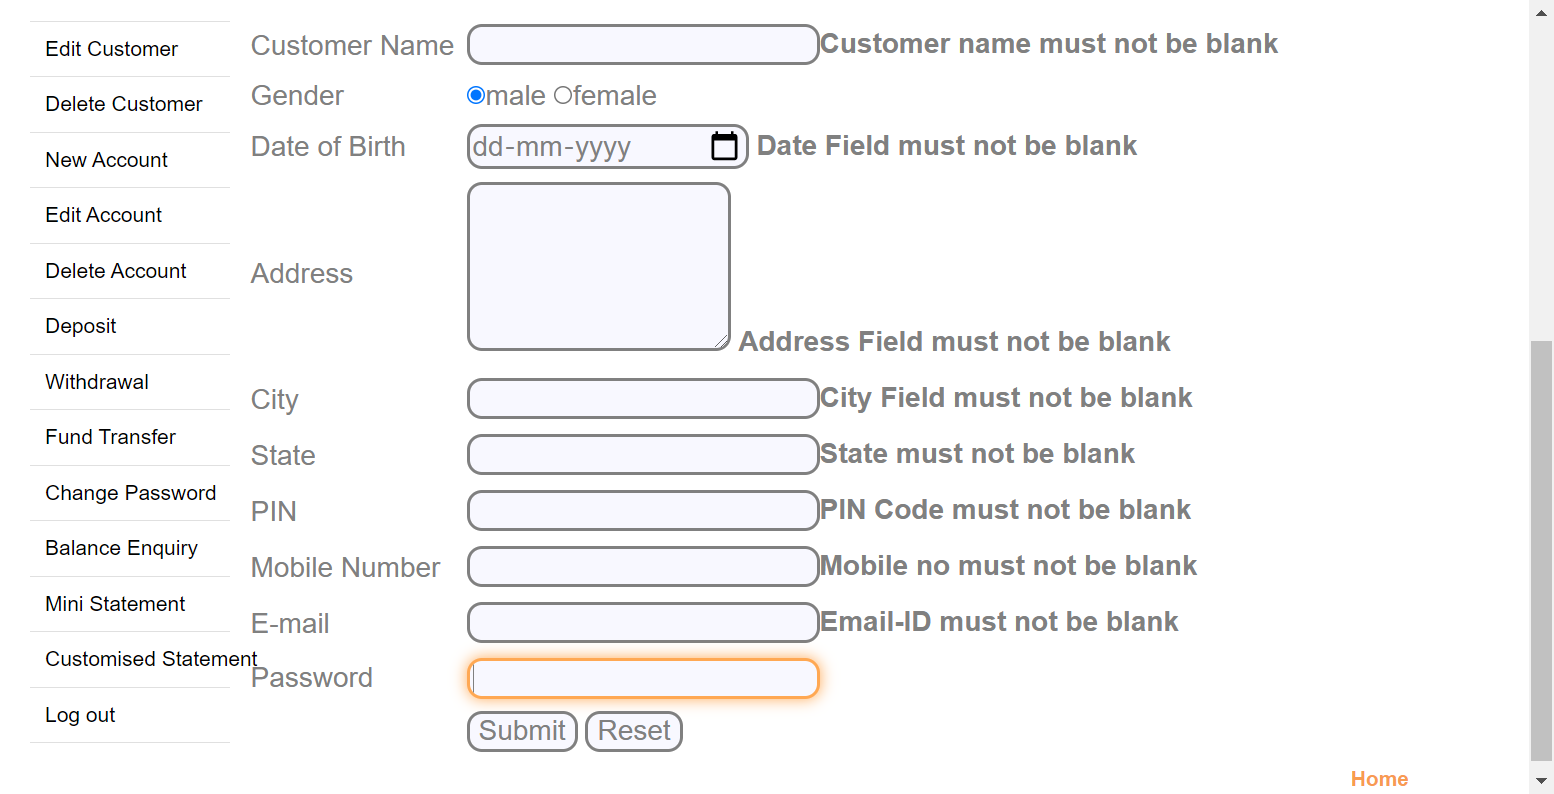 Edit Customer
Delete Customer
New Account
Edit Account
Delete Account
Deposit
Withdrawal
Fund Transfer
Change Password
Balance Enquiry
Mini Statement
Customised Statement
Log out
Customer Name Customer name must not be blank
Gender male female
Date of Birth dd-mm-yyyy Date Field must not be blank
Address Address Field must not be blank
City City Field must not be blank
State State must not be blank
PIN PIN Code must not be blank
Mobile Number Mobile no must not be blank
E-mail Email-ID must not be blank
Password
Submit Reset
Home